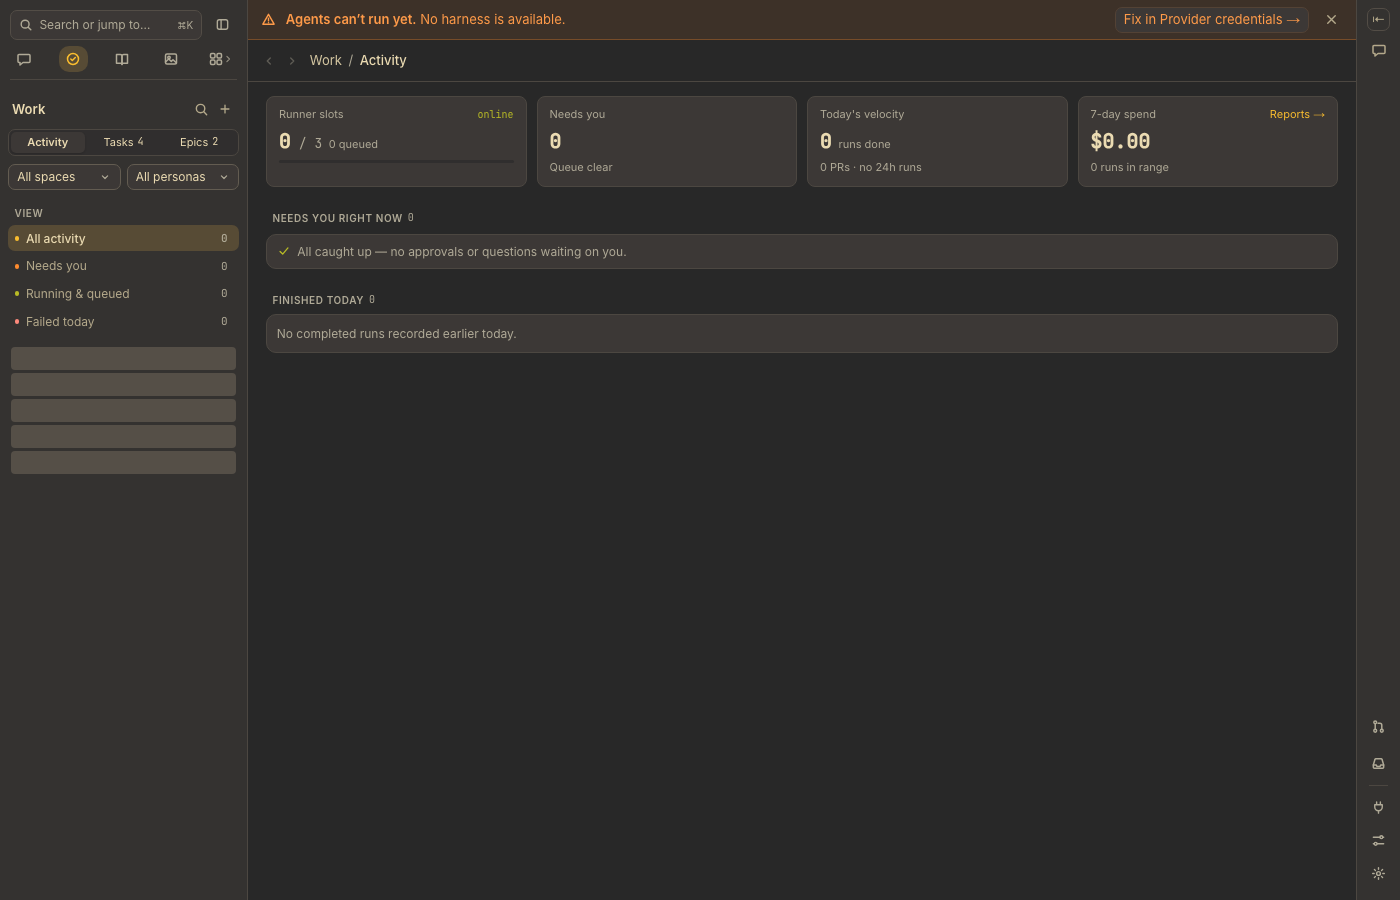 Search or jump to... ⌘K
Agents can't run yet. No harness is available.
Fix in Provider credentials →
Work / Activity
Work
Activity
Tasks 4
Epics 2
All spaces
All personas
VIEW
All activity 0
Needs you 0
Running & queued 0
Failed today 0
Runner slots online
0 / 3 0 queued
Needs you
0
Queue clear
Today's velocity
0 runs done
0 PRs · no 24h runs
7-day spend Reports →
$0.00
0 runs in range
NEEDS YOU RIGHT NOW 0
All caught up — no approvals or questions waiting on you.
FINISHED TODAY 0
No completed runs recorded earlier today.